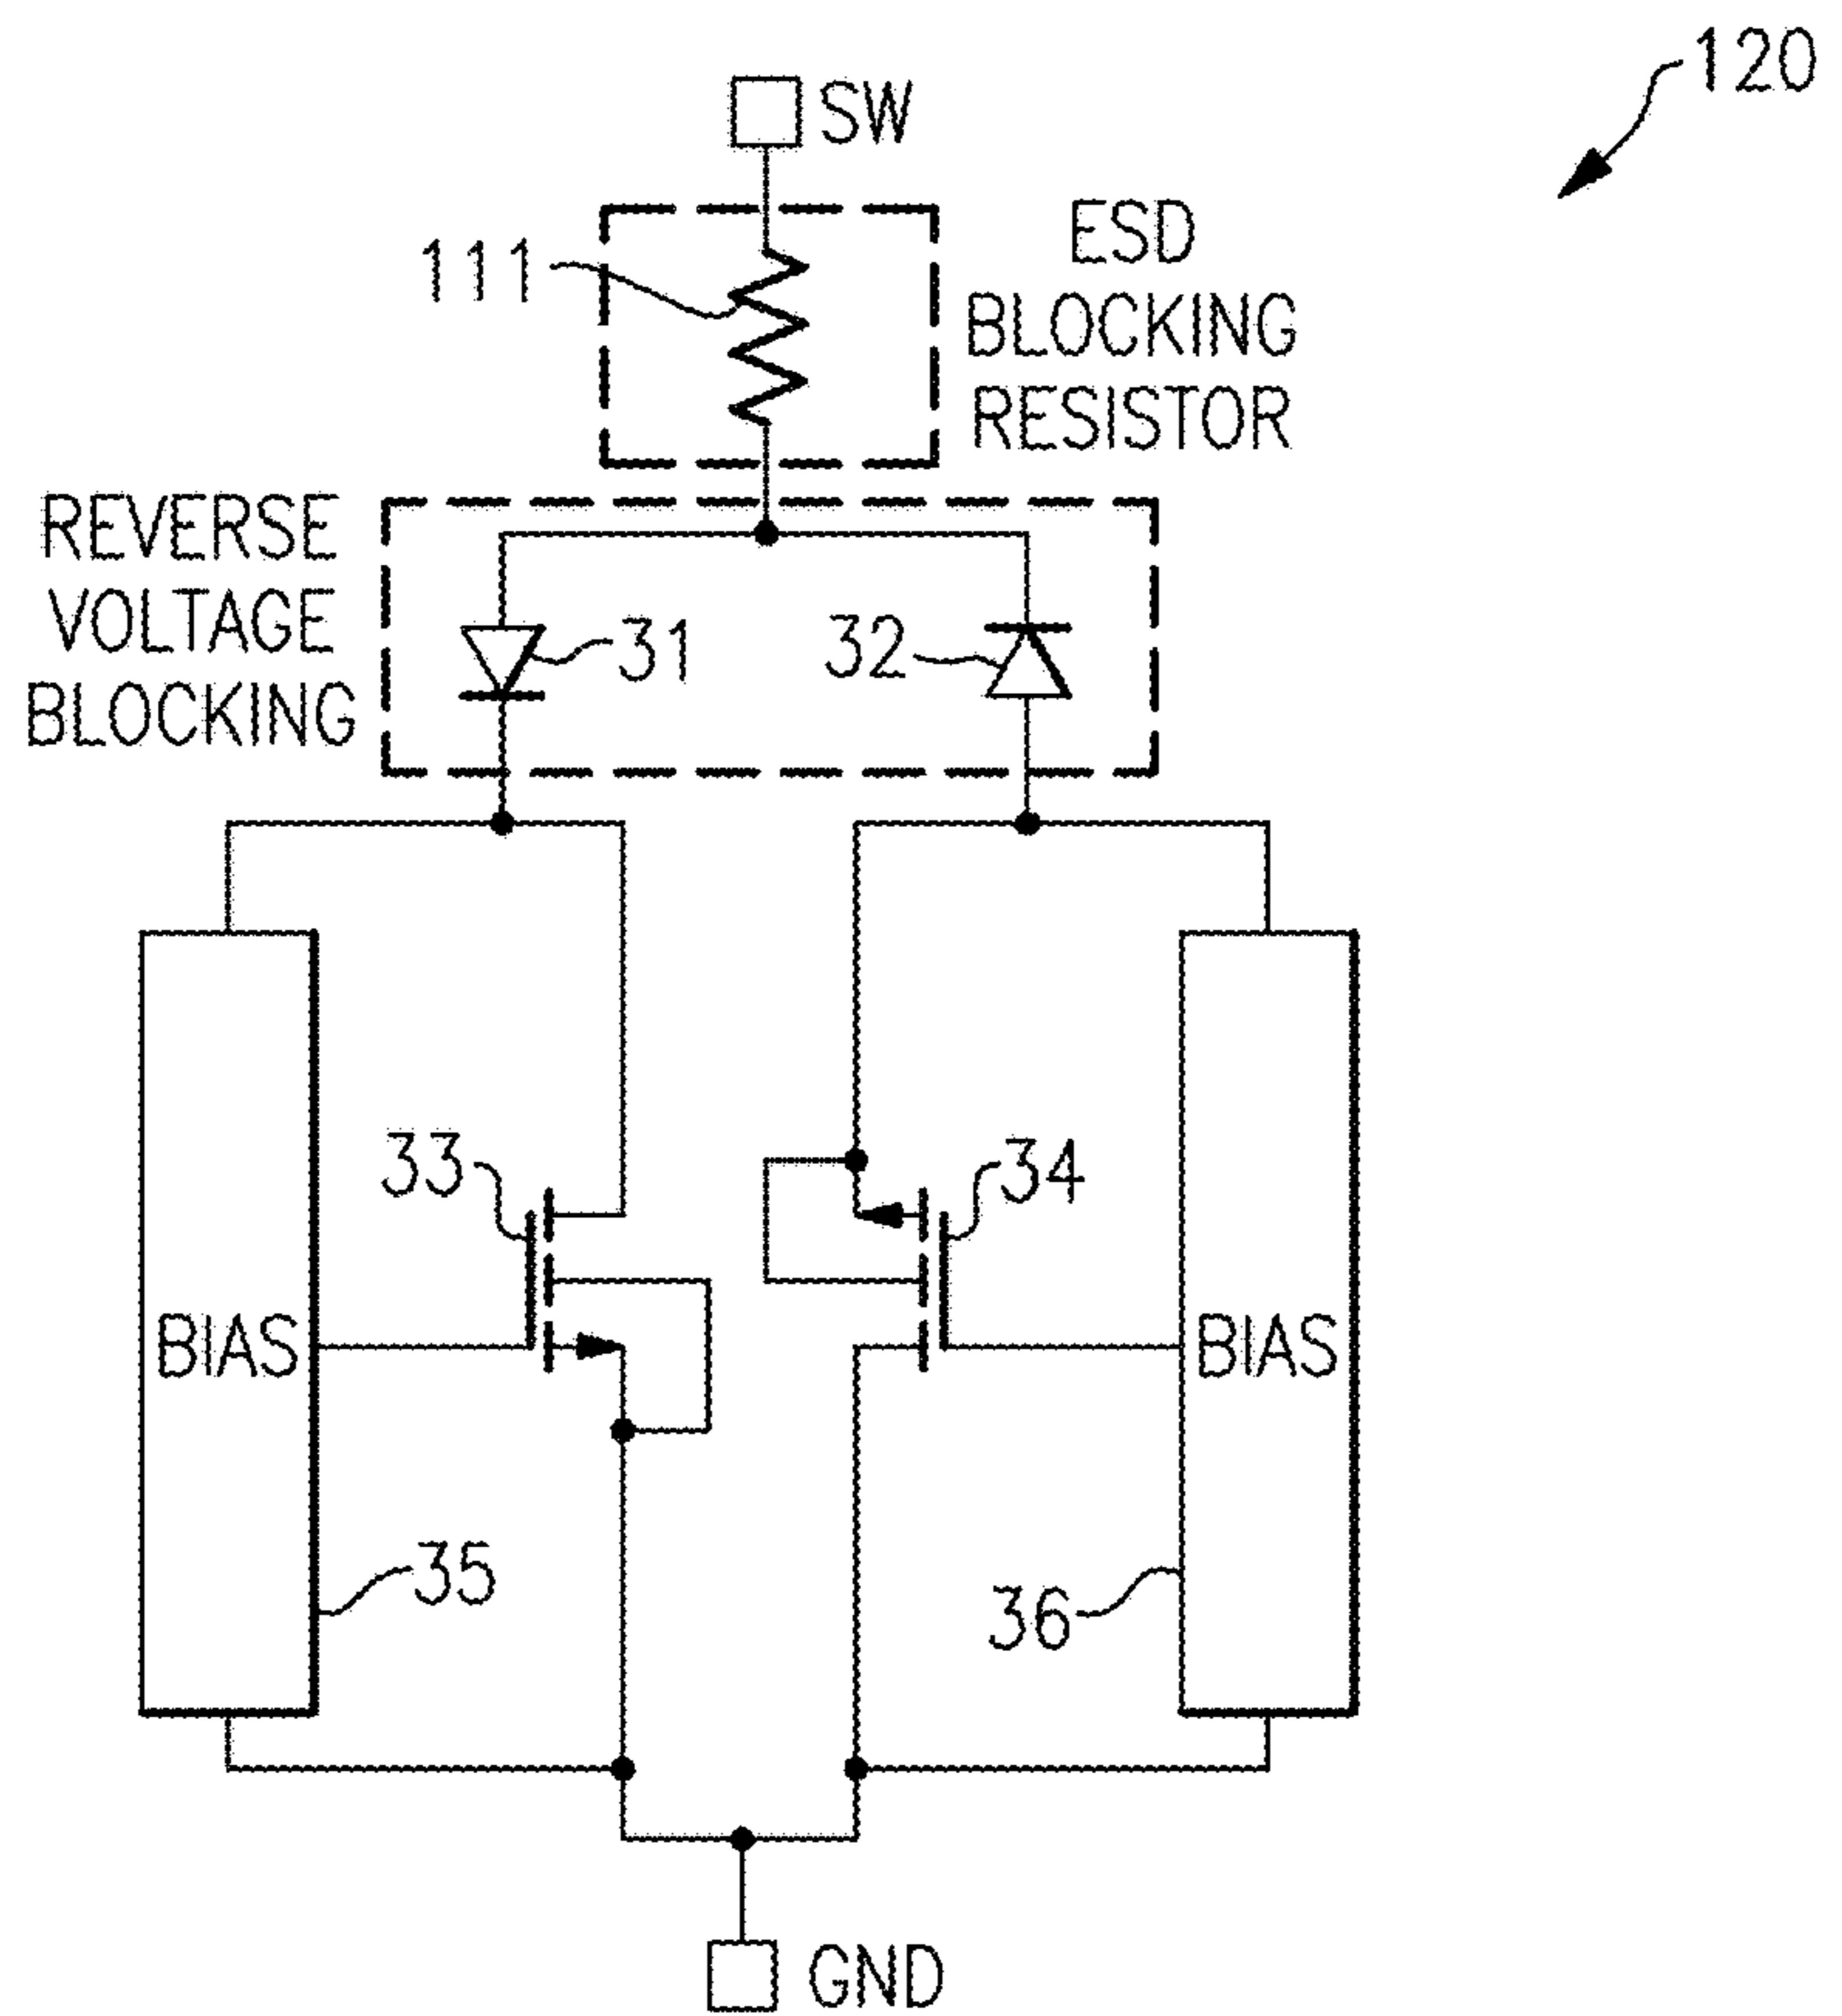 120
SW
111
ESD
BLOCKING
RESISTOR
REVERSE
VOLTAGE
BLOCKING
31
32
33
34
BIAS
BIAS
35
36
GND